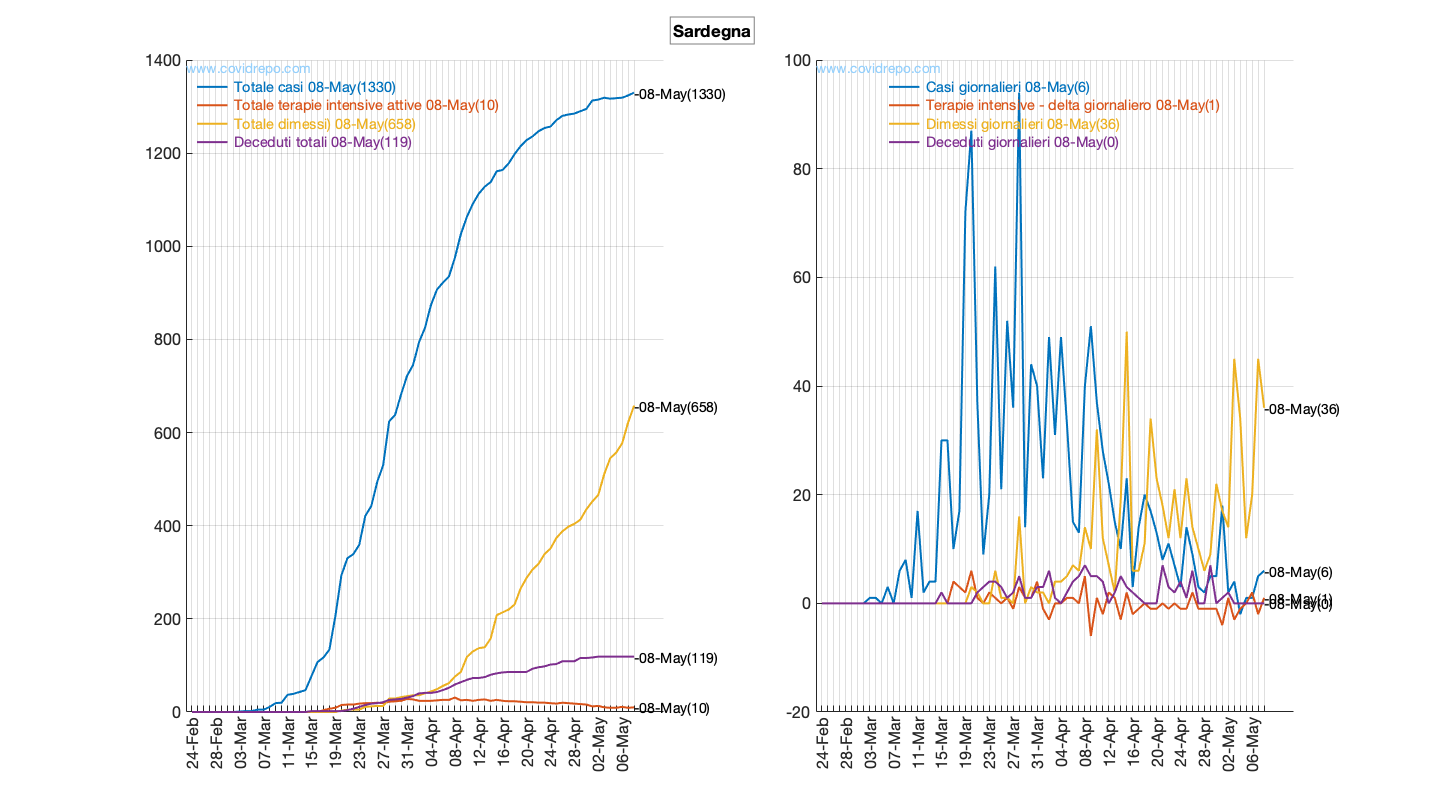 Sardegna
www.covidrepo.com
Totale casi 08-May(1330)
Totale terapie intensive attive 08-May(10)
Totale dimessi) 08-May(658)
Deceduti totali 08-May(119)
1400
1200
1000
800
600
400
200
0
-08-May(1330)
-08-May(658)
-08-May(119)
-08-May(10)
24-Feb
28-Feb
03-Mar
07-Mar
11-Mar
15-Mar
19-Mar
23-Mar
27-Mar
31-Mar
04-Apr
08-Apr
12-Apr
16-Apr
20-Apr
24-Apr
28-Apr
02-May
06-May
www.covidrepo.com
Casi giornalieri 08-May(6)
Terapie intensive - delta giornaliero 08-May(1)
Dimessi giornalieri 08-May(36)
Deceduti giornalieri 08-May(0)
100
80
60
40
20
0
-20
-08-May(36)
-08-May(6)
-08-May(1)
-08-May(0)
24-Feb
28-Feb
03-Mar
07-Mar
11-Mar
15-Mar
19-Mar
23-Mar
27-Mar
31-Mar
04-Apr
08-Apr
12-Apr
16-Apr
20-Apr
24-Apr
28-Apr
02-May
06-May